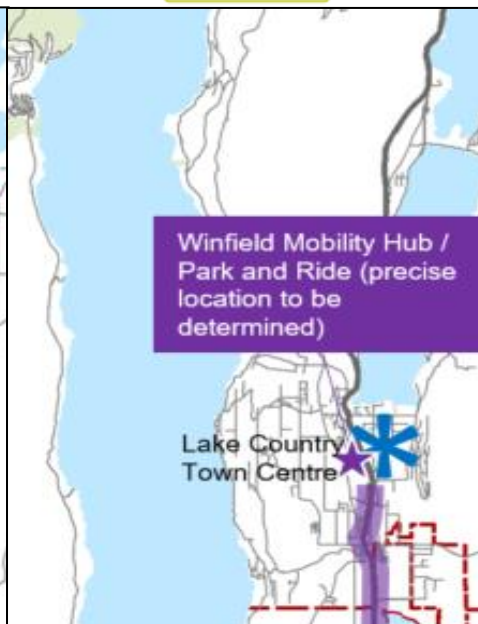 Winfield Mobility Hub /
Park and Ride (precise
location to be
determined)
Lake Country
Town Centre